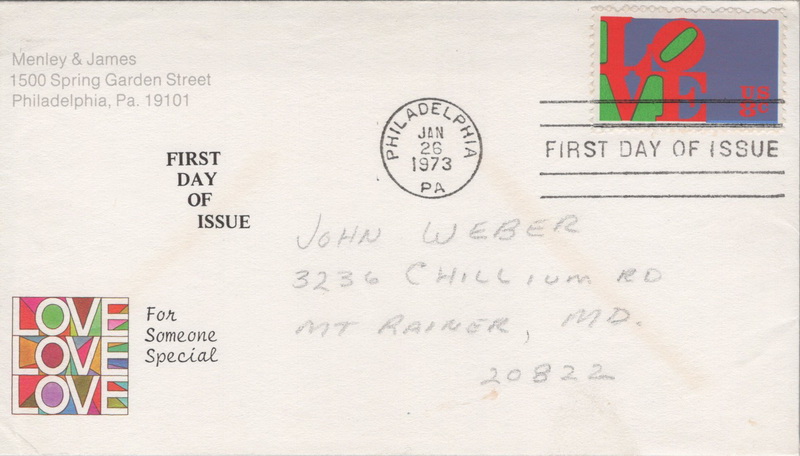 Menley & James
1500 Spring Garden Street
Philadelphia, Pa. 19101
LOVE
US
8c
PHILADELPHIA
JAN
26
1973
PA
FIRST DAY OF ISSUE
FIRST
DAY
OF
ISSUE
JOHN WEBER
3236 CHILLIUM RD
MT RAINER, MD.
20822
LOVE
LOVE
LOVE
For
Someone
Special